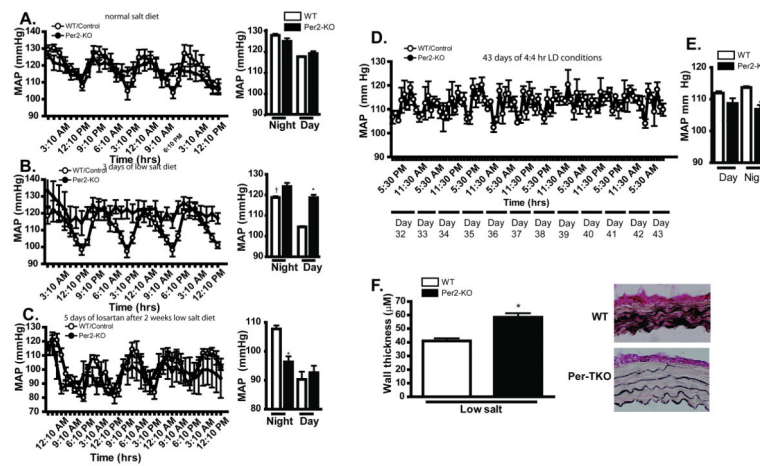 A.
normal salt diet
WT/Control
Per2-KO
MAP (mmHg)
140
130
120
110
100
90
3:10 AM
12:10 PM
9:10 PM
6:10 AM
3:10 PM
12:10 AM
9:10 AM
6:10 PM
3:10 AM
12:10 PM
Time (hrs)
WT
Per2-KO
MAP (mmHg)
130
120
110
100
90
Night Day
B.
3 days of low salt diet
WT/Control
Per2-KO
MAP (mmHg)
140
130
120
110
100
90
3:10 AM
12:10 PM
9:10 PM
6:10 AM
3:10 PM
12:10 AM
9:10 AM
6:10 PM
3:10 AM
12:10 PM
Time (hrs)
MAP (mmHg)
130
120
110
100
90
†
*
Night Day
C.
5 days of losartan after 2 weeks low salt diet
WT/Control
Per2-KO
MAP (mmHg)
130
120
110
100
90
80
70
12:10 AM
9:10 AM
6:10 PM
3:10 AM
12:10 PM
9:10 PM
6:10 AM
3:10 PM
12:10 AM
9:10 AM
6:10 PM
3:10 AM
12:10 PM
Time (hrs)
MAP (mmHg)
110
100
90
80
*
Night Day
D.
WT/Control
Per2-KO
43 days of 4:4 hr LD conditions
MAP (mm Hg)
140
130
120
110
100
90
5:30 PM
11:30 AM
5:30 AM
11:30 PM
5:30 PM
11:30 AM
5:30 AM
11:30 PM
5:30 PM
11:30 AM
5:30 AM
11:30 PM
5:30 PM
11:30 AM
5:30 AM
Time (hrs)
Day Day Day Day Day Day Day Day Day Day Day Day
32 33 34 35 36 37 38 39 40 41 42 43
E.
WT
Per2-K
MAP (mm Hg)
120
110
100
90
Day Nig
F.
WT
Per2-KO
Wall thickness (μM)
70
60
50
40
30
20
10
0
*
Low salt
WT
Per-TKO